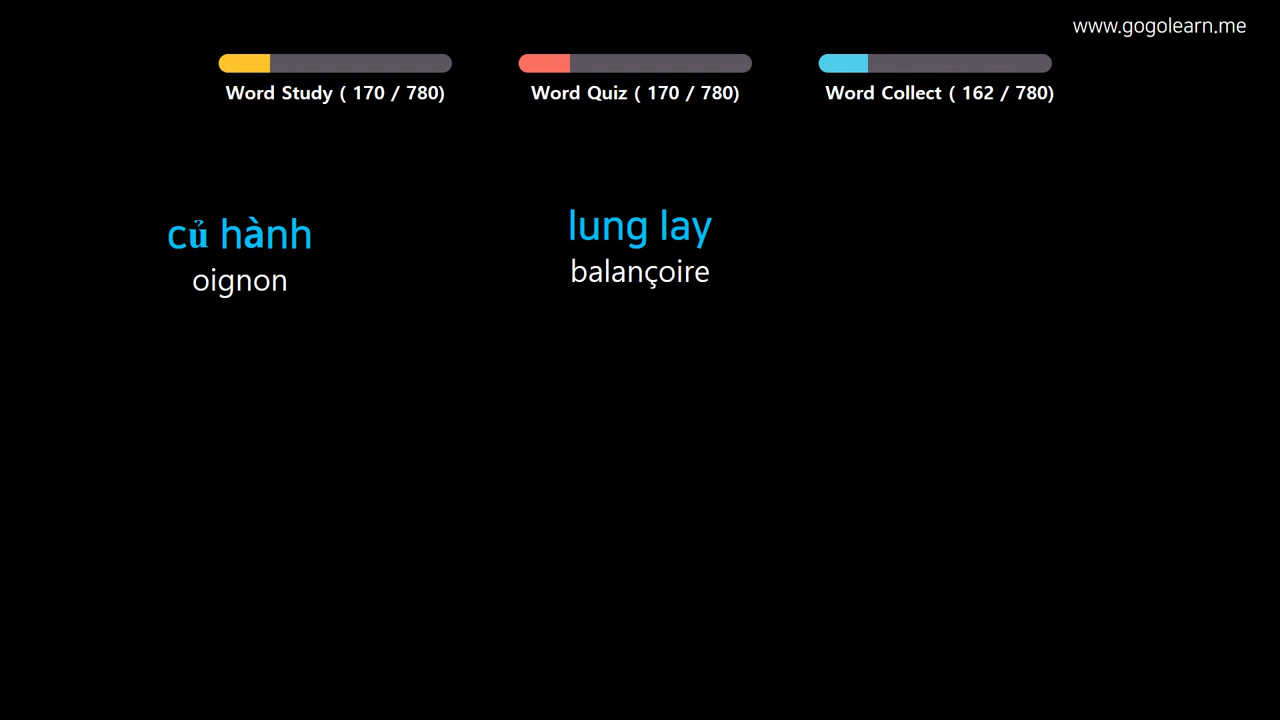 www.gogolearn.me
Word Study ( 170 / 780)
Word Quiz ( 170 / 780)
Word Collect ( 162 / 780)
củ hành
oignon
lung lay
balançoire